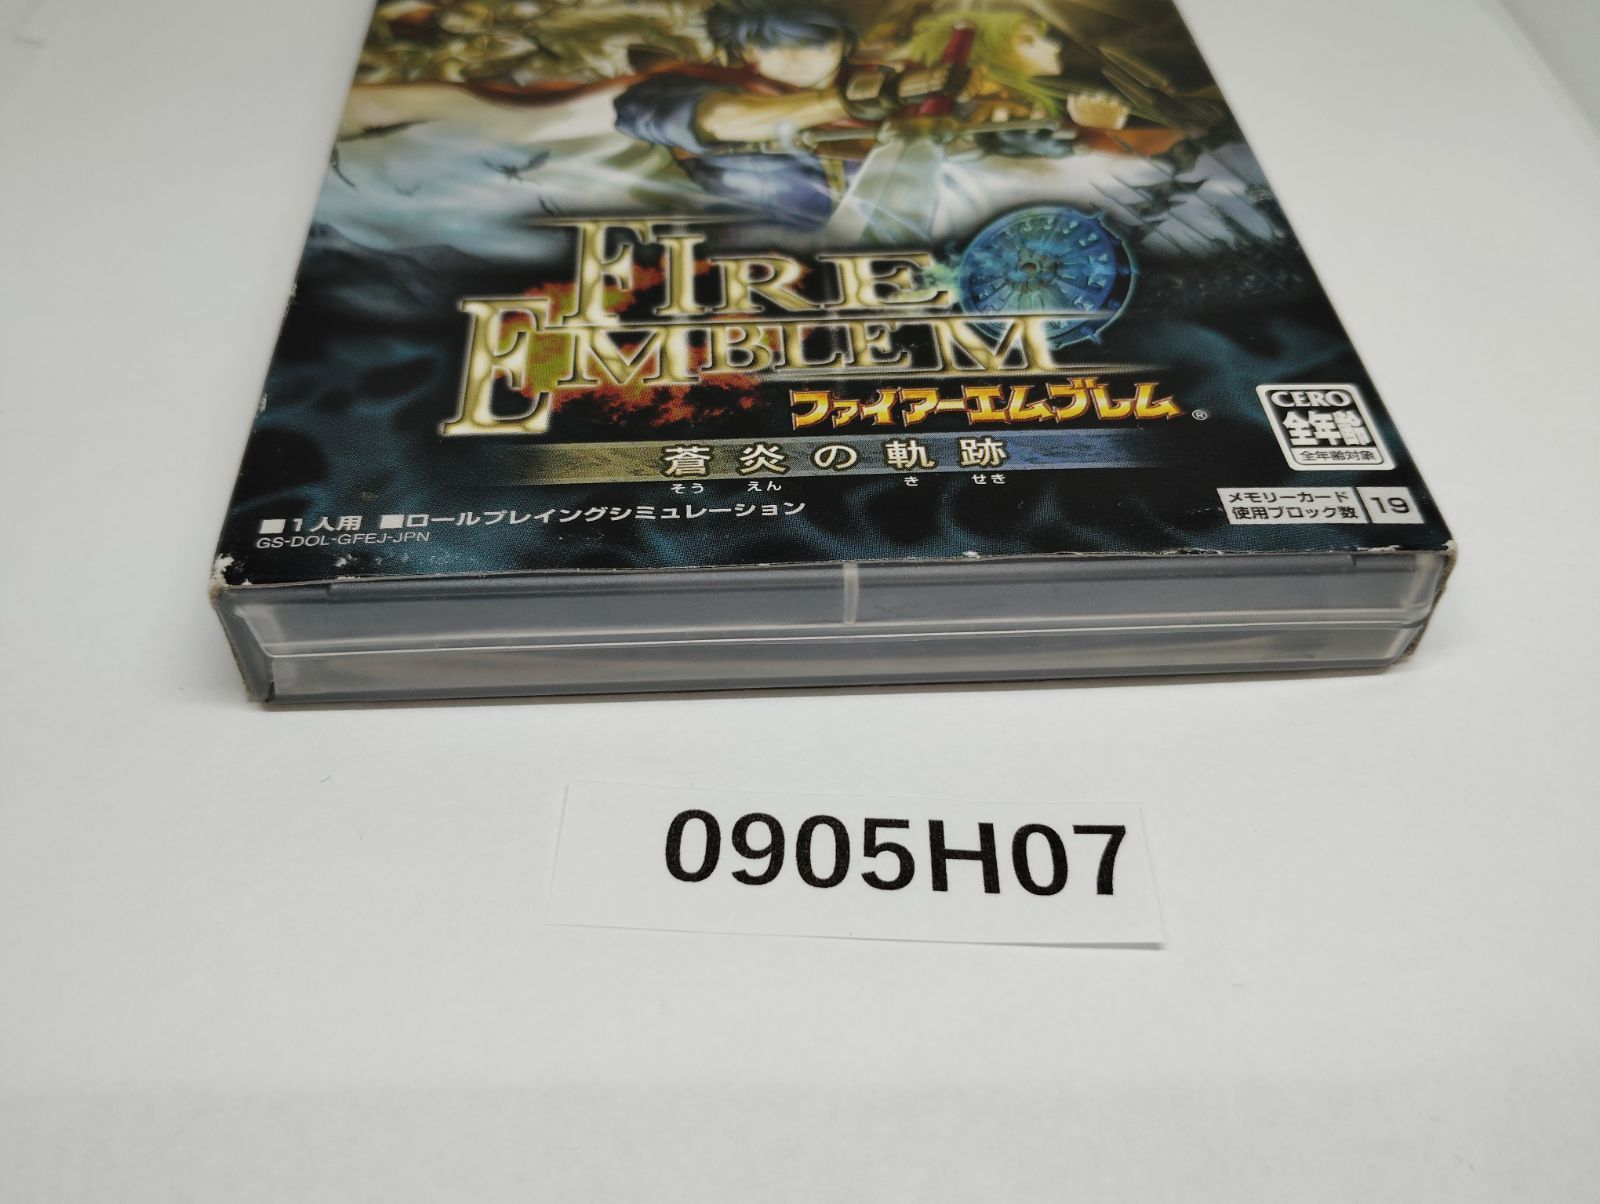 FIRE
EMBLEM
ファイアーエムブレム®
蒼炎の軌跡
そう えん き せき
CERO
全年齢
全年齢対象
■1人用 ■ロールプレイングシミュレーション
GS-DOL-GFEJ-JPN
メモリーカード
使用ブロック数 19
0905H07